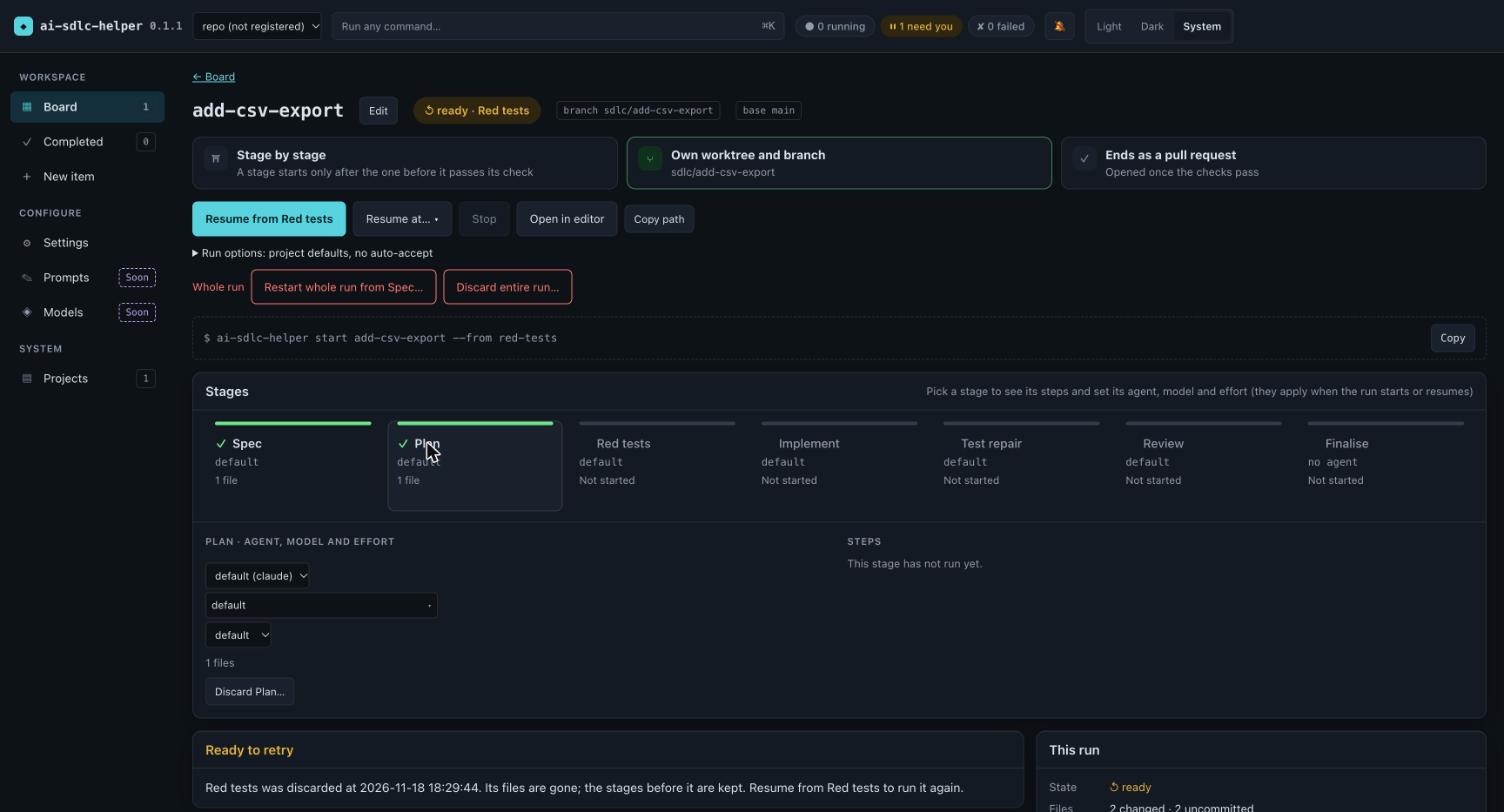 ai-sdlc-helper 0.1.1
repo (not registered)
Run any command... ⌘K
0 running
1 need you
✘ 0 failed
Light Dark System
WORKSPACE
Board 1
Completed 0
New item
CONFIGURE
Settings
Prompts Soon
Models Soon
SYSTEM
Projects 1
← Board
add-csv-export
Edit
ready · Red tests
branch sdlc/add-csv-export
base main
Stage by stage
A stage starts only after the one before it passes its check
Own worktree and branch
sdlc/add-csv-export
Ends as a pull request
Opened once the checks pass
Resume from Red tests
Resume at...
Stop
Open in editor
Copy path
Run options: project defaults, no auto-accept
Whole run
Restart whole run from Spec...
Discard entire run...
$ ai-sdlc-helper start add-csv-export --from red-tests
Copy
Stages
Pick a stage to see its steps and set its agent, model and effort (they apply when the run starts or resumes)
✓ Spec
default
1 file
✓ Plan
default
1 file
Red tests
default
Not started
Implement
default
Not started
Test repair
default
Not started
Review
default
Not started
Finalise
no agent
Not started
PLAN · AGENT, MODEL AND EFFORT
default (claude)
default
default
1 files
Discard Plan...
STEPS
This stage has not run yet.
Ready to retry
Red tests was discarded at 2026-11-18 18:29:44. Its files are gone; the stages before it are kept. Resume from Red tests to run it again.
This run
State ready
Files 2 changed · 2 uncommitted